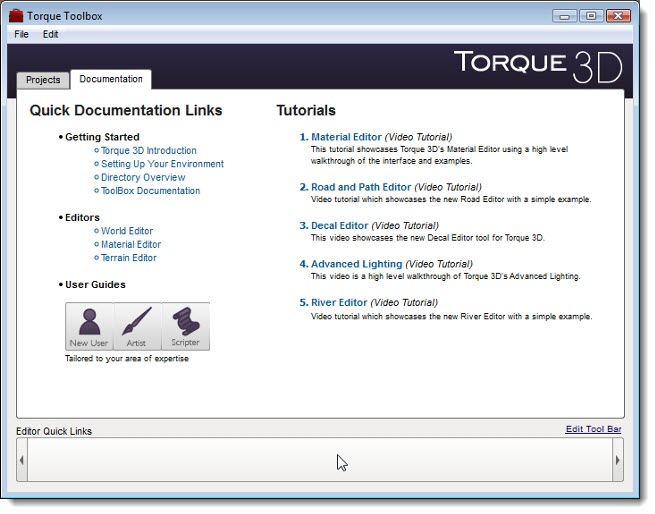 Torque Toolbox
File Edit
TORQUE 3D
Projects Documentation
Quick Documentation Links
• Getting Started
Torque 3D Introduction
Setting Up Your Environment
Directory Overview
ToolBox Documentation
• Editors
World Editor
Material Editor
Terrain Editor
• User Guides
New User Artist Scripter
Tailored to your area of expertise
Tutorials
1. Material Editor (Video Tutorial)
This tutorial showcases Torque 3D's Material Editor using a high level
walkthrough of the interface and examples.
2. Road and Path Editor (Video Tutorial)
Video tutorial which showcases the new Road Editor with a simple example.
3. Decal Editor (Video Tutorial)
This video showcases the new Decal Editor tool for Torque 3D.
4. Advanced Lighting (Video Tutorial)
This video is a high level walkthrough of Torque 3D's Advanced Lighting.
5. River Editor (Video Tutorial)
Video tutorial which showcases the new River Editor with a simple example.
Editor Quick Links
Edit Tool Bar